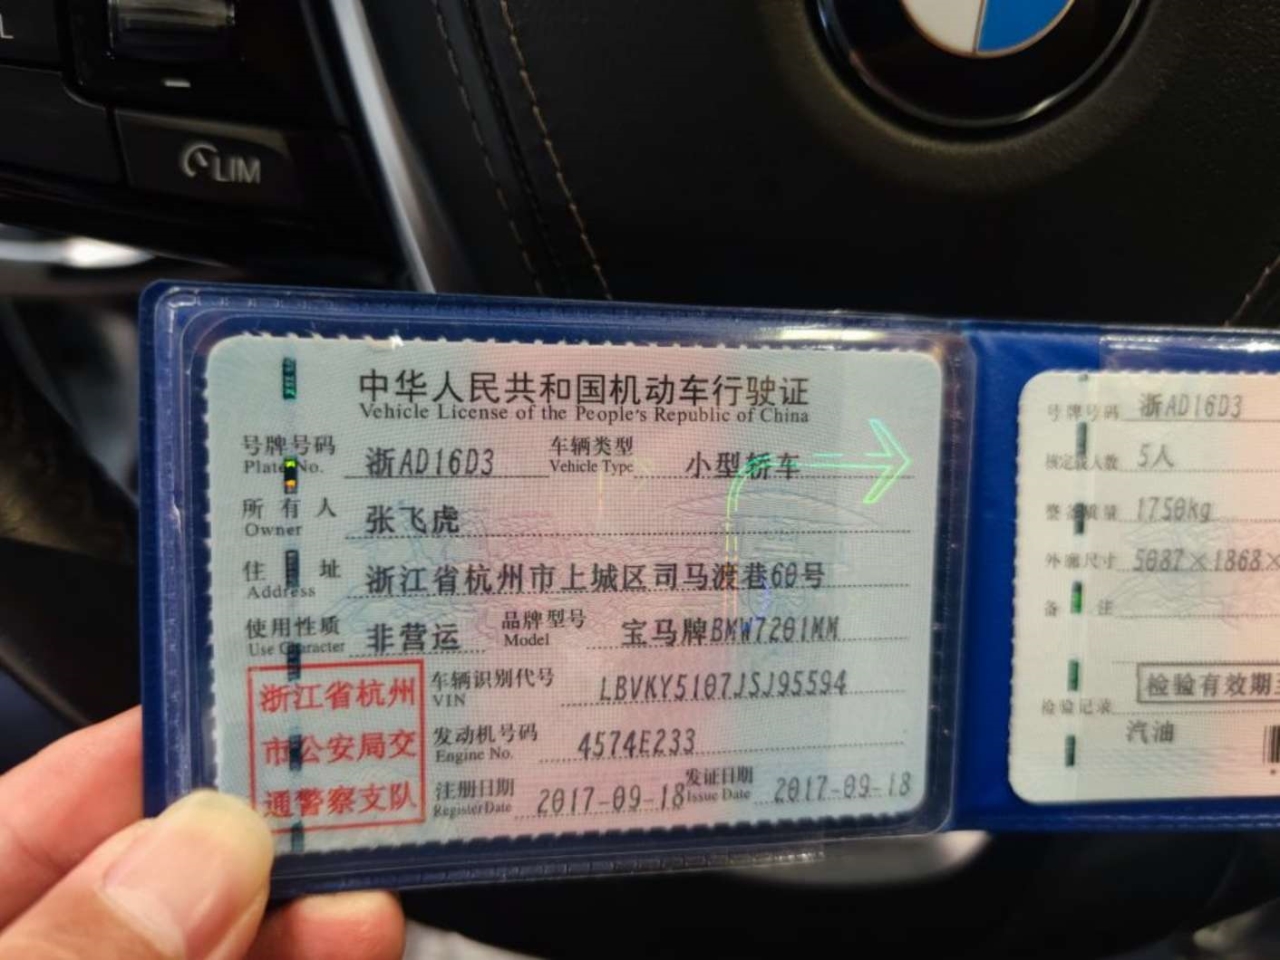 LIM
中华人民共和国机动车行驶证
Vehicle License of the People's Republic of China
号牌号码 浙AD16D3 车辆类型 小型轿车
Plate No. Vehicle Type
所有人 张飞虎
Owner
住址 浙江省杭州市上城区司马渡巷60号
Address
使用性质 非营运 品牌型号 宝马牌BMW7201MM
Use Character Model
浙江省杭州
市公安局交
通警察支队
车辆识别代号 LBVKY5107JSJ95594
VIN
发动机号码 4574E233
Engine No.
注册日期 2017-09-18 发证日期 2017-09-18
Register Date Issue Date
号牌号码 浙AD16D3
核定载人数 5人
整备质量 1750kg
外廓尺寸 5087×1868×
备注
检验有效期至
检验记录
汽油